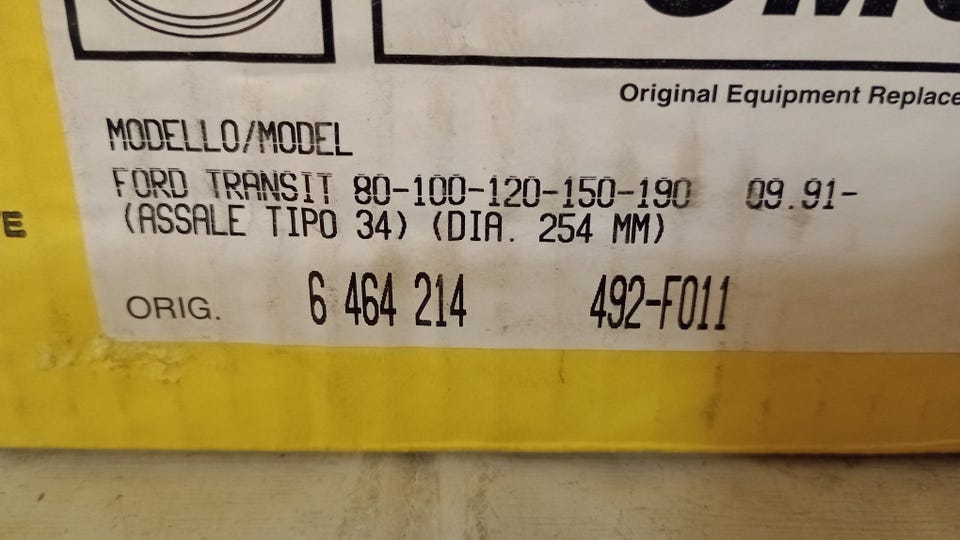 Original Equipment
MODELLO/MODEL
FORD TRANSIT 80-100-120-150-190 09.91-
(ASSALE TIPO 34) (DIA. 254 MM)
E
ORIG. 6 464 214 492-F011